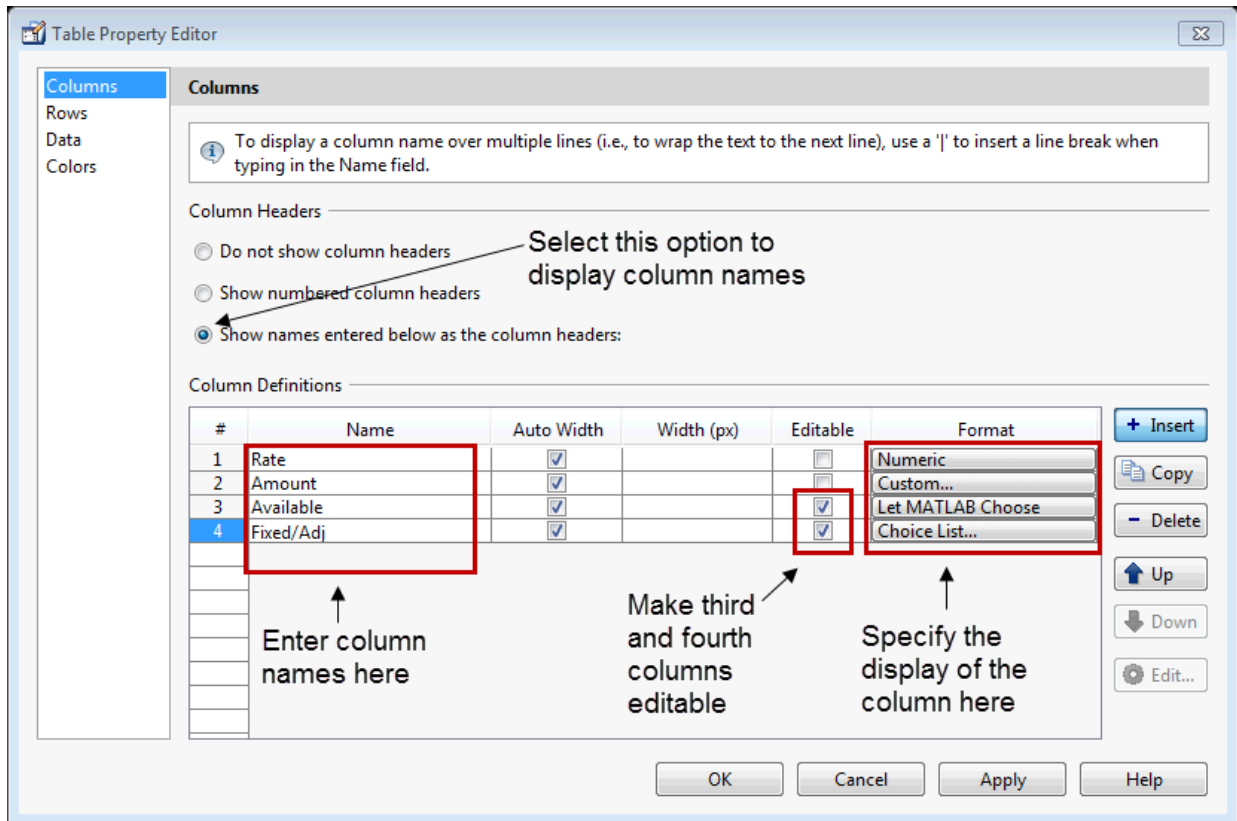 Table Property Editor
Columns
Rows
Data
Colors
Columns
To display a column name over multiple lines (i.e., to wrap the text to the next line), use a '|' to insert a line break when
typing in the Name field.
Column Headers
Do not show column headers
Show numbered column headers
Show names entered below as the column headers:
Select this option to
display column names
Column Definitions
# Name Auto Width Width (px) Editable Format
1 Rate Numeric
2 Amount Custom...
3 Available Let MATLAB Choose
4 Fixed/Adj Choice List...
Enter column
names here
Make third
and fourth
columns
editable
Specify the
display of the
column here
+ Insert
Copy
- Delete
Up
Down
Edit...
OK Cancel Apply Help